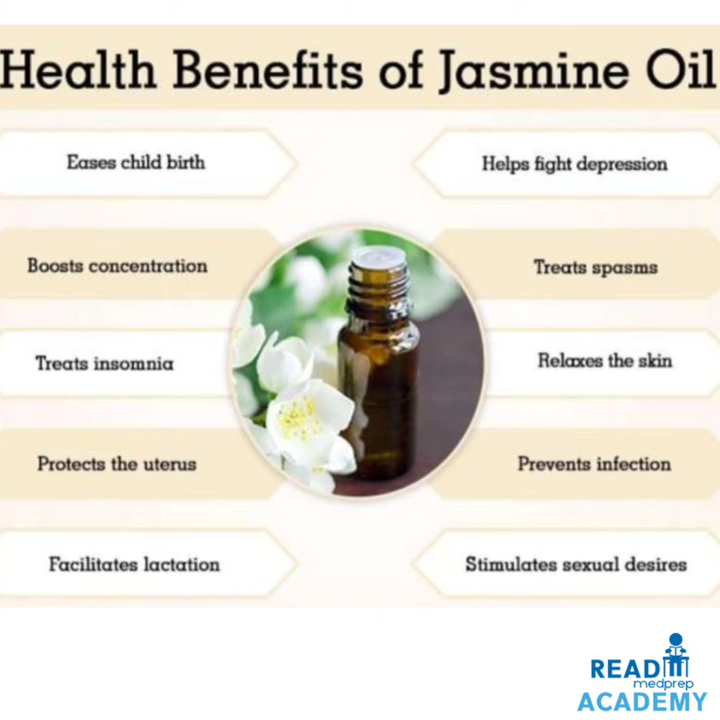 Health Benefits of Jasmine Oil
Eases child birth
Helps fight depression
Boosts concentration
Treats spasms
Treats insomnia
Relaxes the skin
Protects the uterus
Prevents infection
Facilitates lactation
Stimulates sexual desires
READ
medprep
ACADEMY